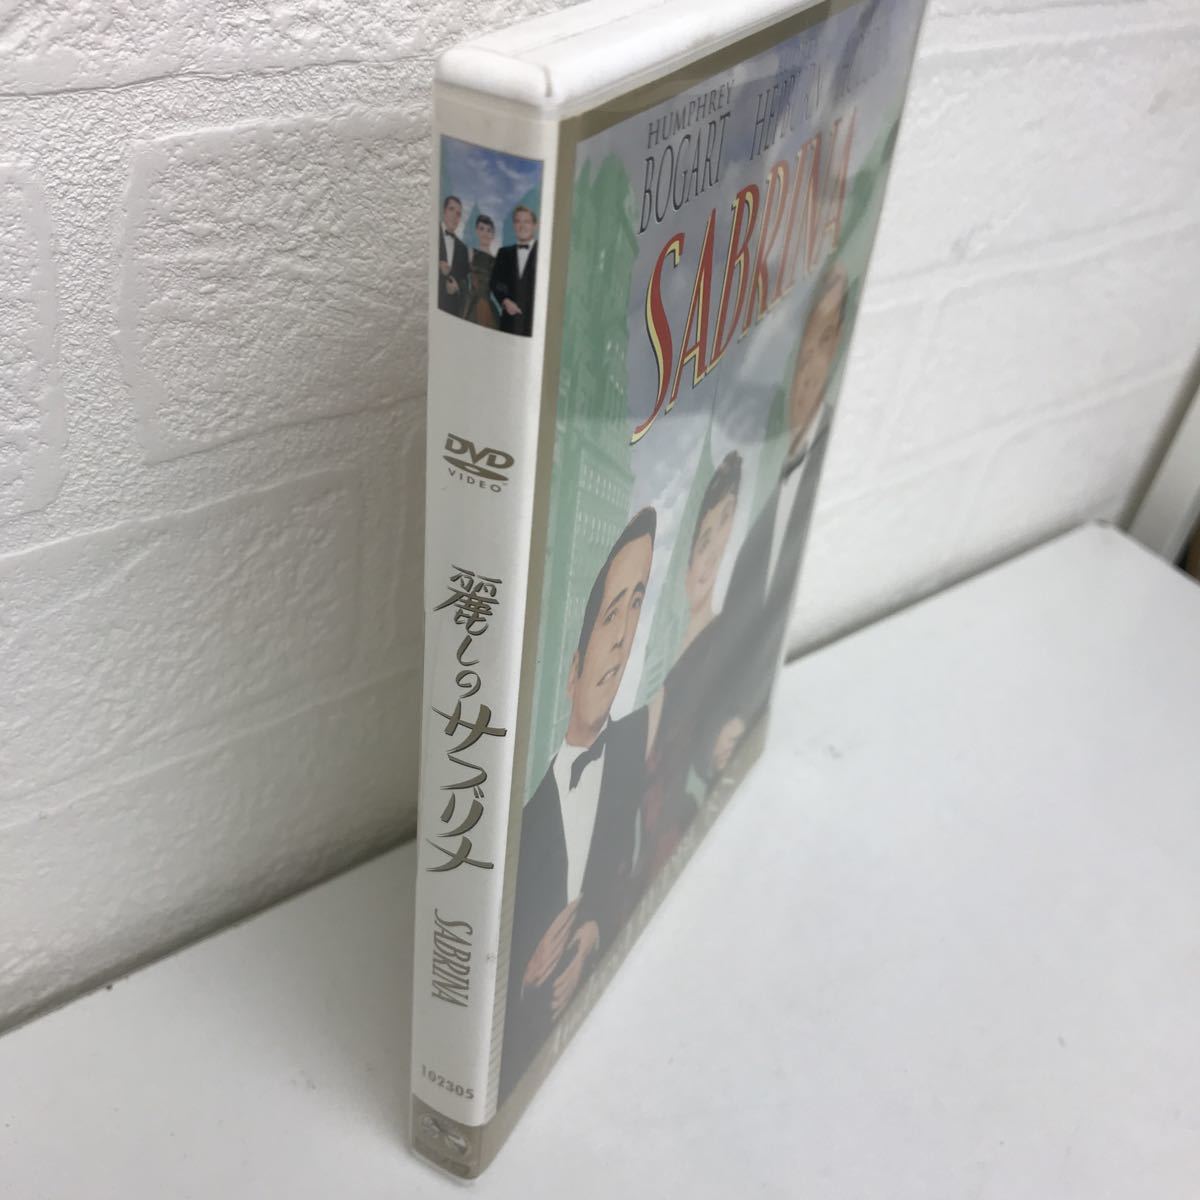 DVD
VIDEO
麗しのサブリナ
SABRINA
102305
HUMPHREY
BOGART
HEPBURN
SABRINA